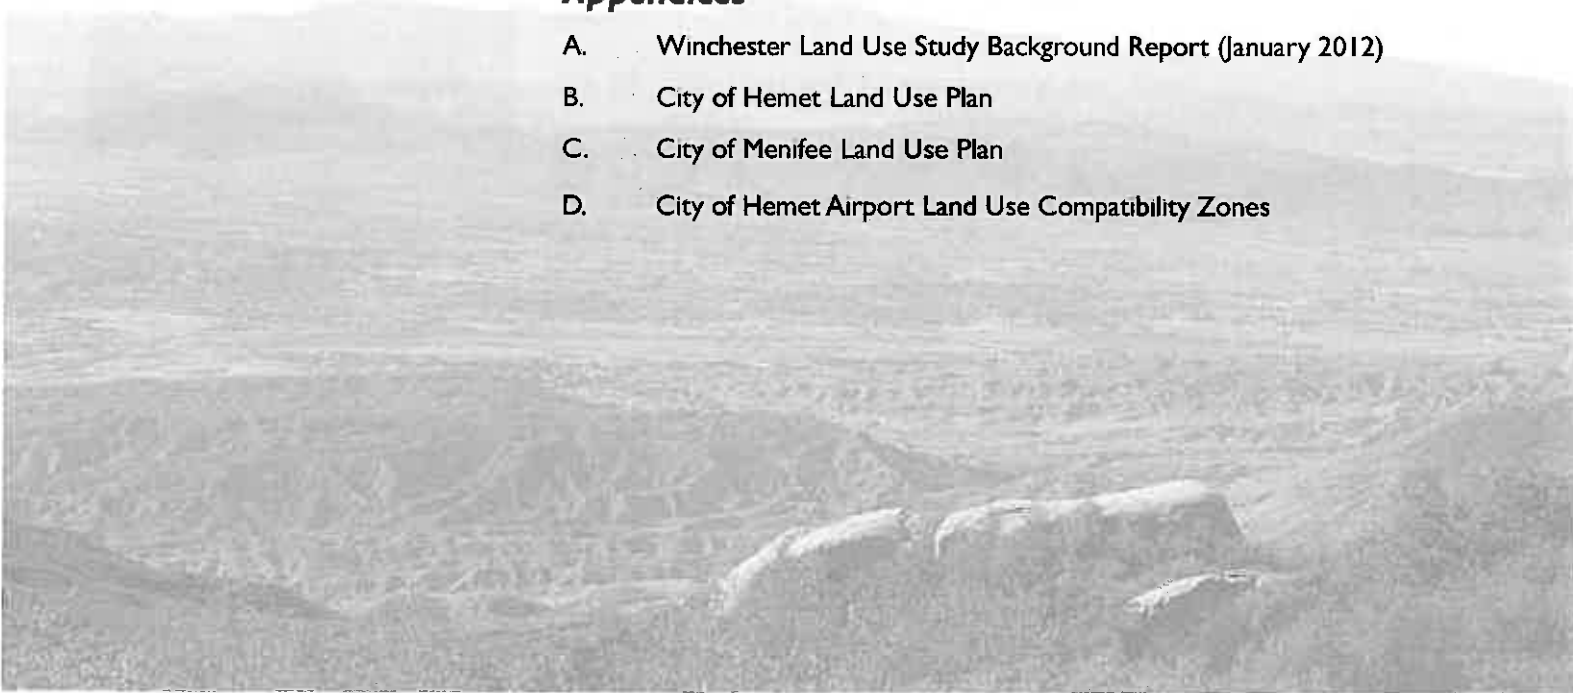 Appendices
A. Winchester Land Use Study Background Report (January 2012)
B. City of Hemet Land Use Plan
C. City of Menifee Land Use Plan
D. City of Hemet Airport Land Use Compatibility Zones